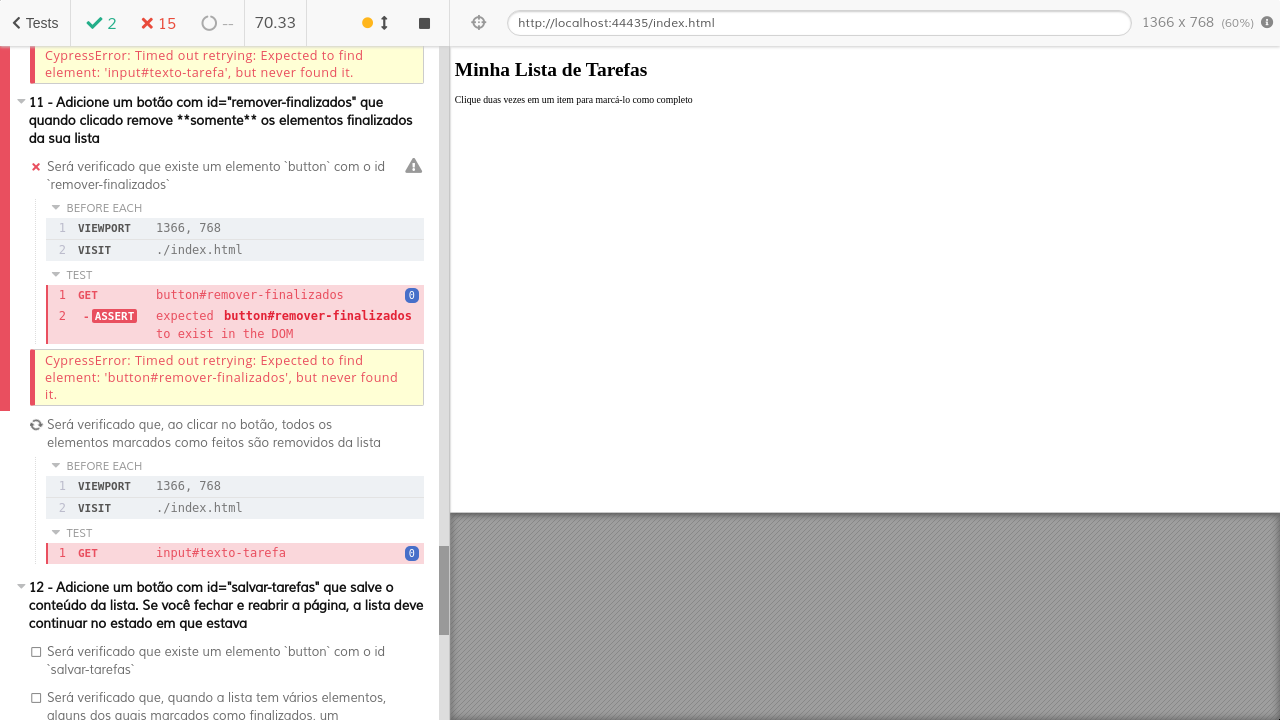 Tests
2
15
--
70.33
http://localhost:44435/index.html
1366 x 768 (60%)
CypressError: Timed out retrying: Expected to find
element: 'input#texto-tarefa', but never found it.
11 - Adicione um botão com id="remover-finalizados" que
quando clicado remove **somente** os elementos finalizados
da sua lista
Será verificado que existe um elemento `button` com o id
`remover-finalizados`
BEFORE EACH
1 VIEWPORT 1366, 768
2 VISIT ./index.html
TEST
1 GET button#remover-finalizados 0
2 -ASSERT expected button#remover-finalizados
to exist in the DOM
CypressError: Timed out retrying: Expected to find
element: 'button#remover-finalizados', but never found
it.
Será verificado que, ao clicar no botão, todos os
elementos marcados como feitos são removidos da lista
BEFORE EACH
1 VIEWPORT 1366, 768
2 VISIT ./index.html
TEST
1 GET input#texto-tarefa 0
12 - Adicione um botão com id="salvar-tarefas" que salve o
conteúdo da lista. Se você fechar e reabrir a página, a lista deve
continuar no estado em que estava
Será verificado que existe um elemento `button` com o id
`salvar-tarefas`
Será verificado que, quando a lista tem vários elementos,
alguns dos quais marcados como finalizados, um
Minha Lista de Tarefas
Clique duas vezes em um item para marcá-lo como completo